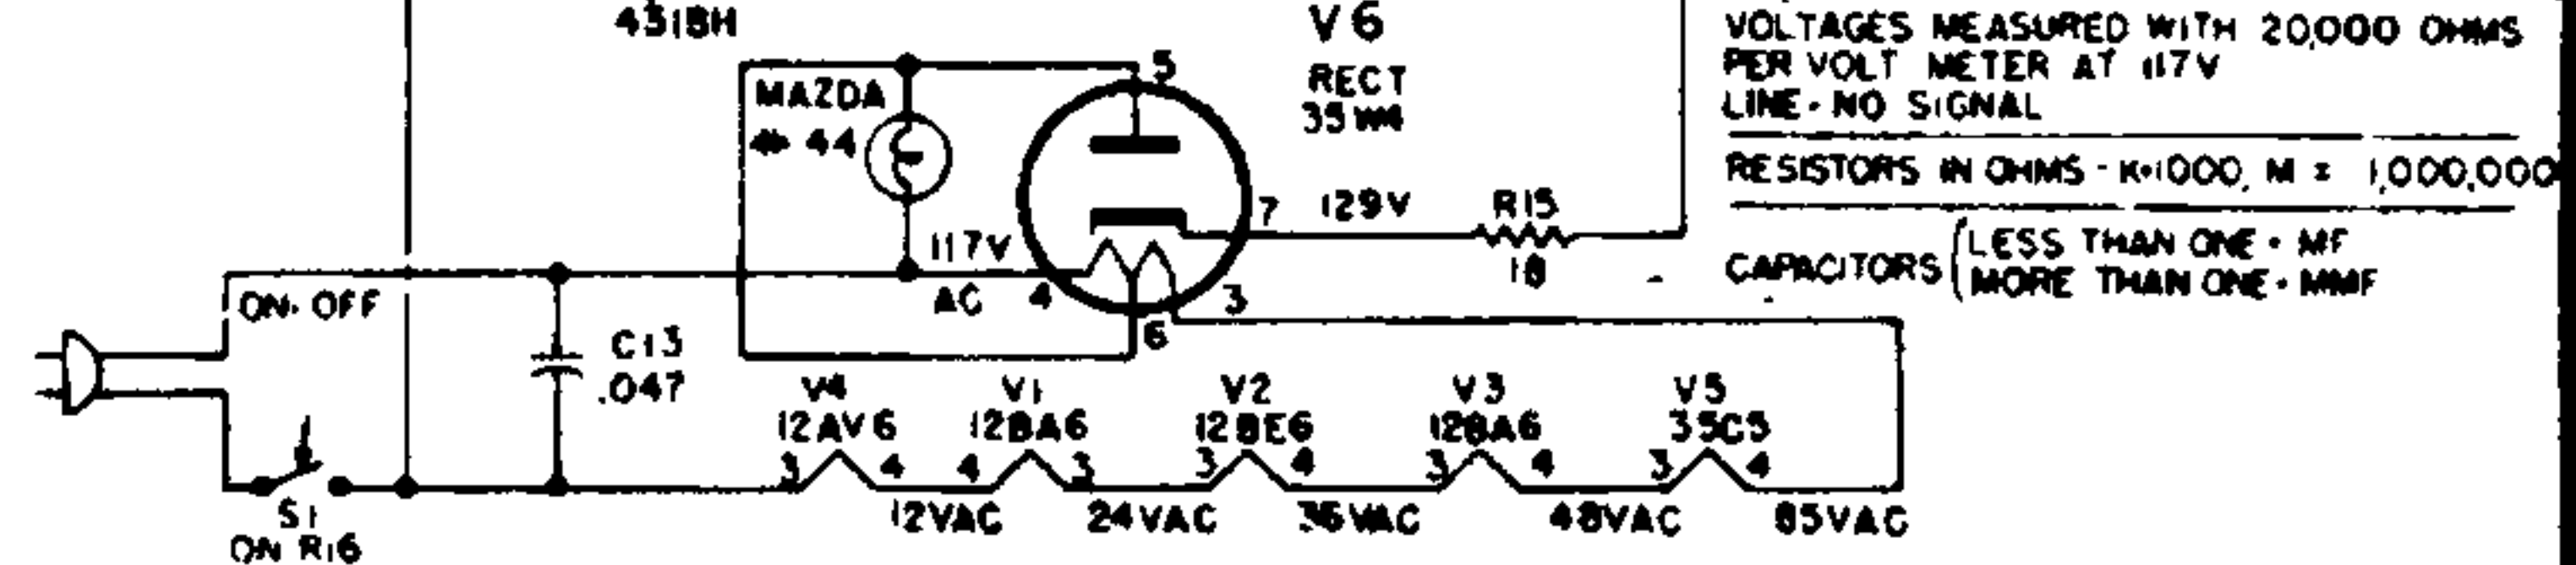 431BH
MAZDA
# 44
V6
RECT
35W4
5
7
129V
R15
18
117V
AC
4
6
3
VOLTAGES MEASURED WITH 20,000 OHMS
PER VOLT METER AT 117V
LINE - NO SIGNAL
RESISTORS IN OHMS - K=1000, M = 1,000,000
CAPACITORS
LESS THAN ONE - MF
MORE THAN ONE - MMF
ON-OFF
C13
.047
S1
ON R16
V4
12AV6
3 4
V1
12BA6
4 3
V2
12BE6
3 4
V3
12BA6
3 4
V5
35C5
3 4
12VAC
24VAC
36VAC
48VAC
85VAC